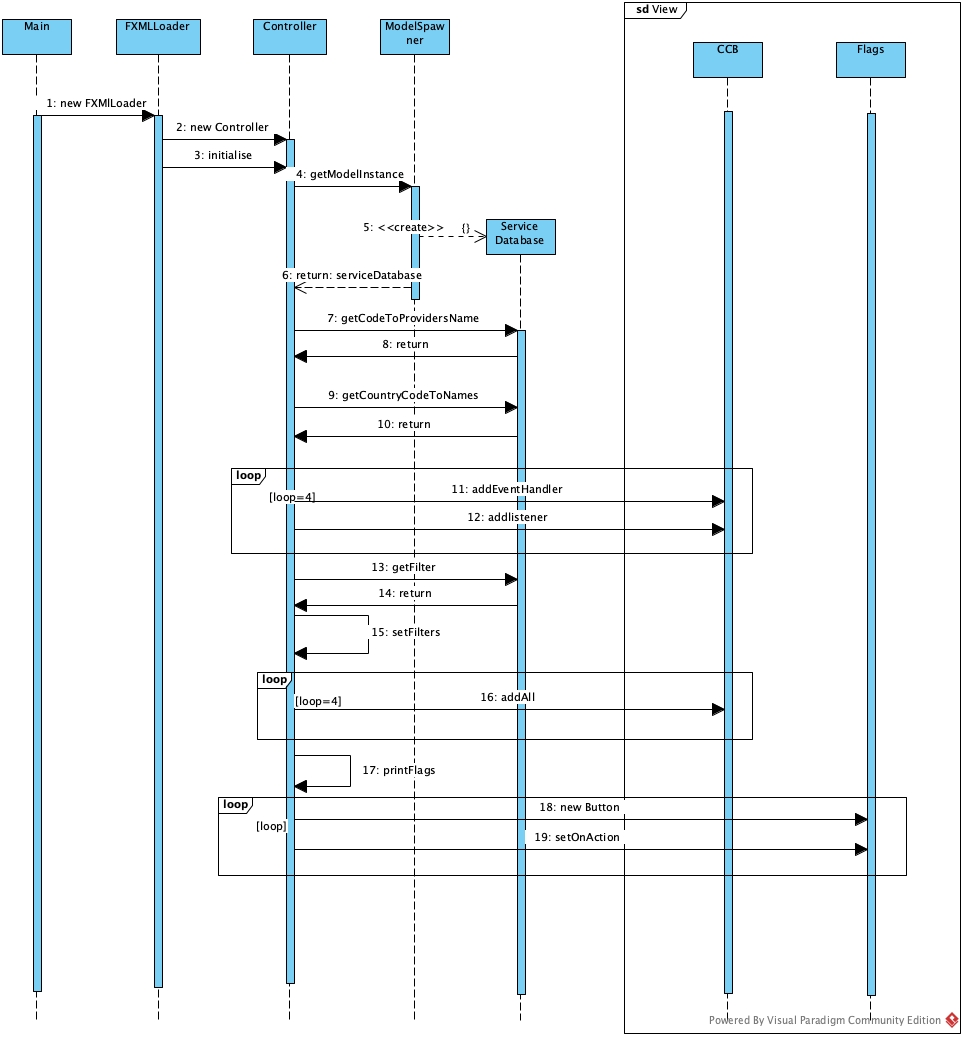 sd View
Main
FXMLLoader
Controller
ModelSpaw
ner
CCB
Flags
1: new FXMlLoader
2: new Controller
3: initialise
4: getModelInstance
5: <<create>>
{}
Service
Database
6: return: serviceDatabase
7: getCodeToProvidersName
8: return
9: getCountryCodeToNames
10: return
loop
[loop=4]
11: addEventHandler
12: addlistener
13: getFilter
14: return
15: setFilters
loop
[loop=4]
16: addAll
17: printFlags
loop
[loop]
18: new Button
19: setOnAction
Powered By Visual Paradigm Community Edition